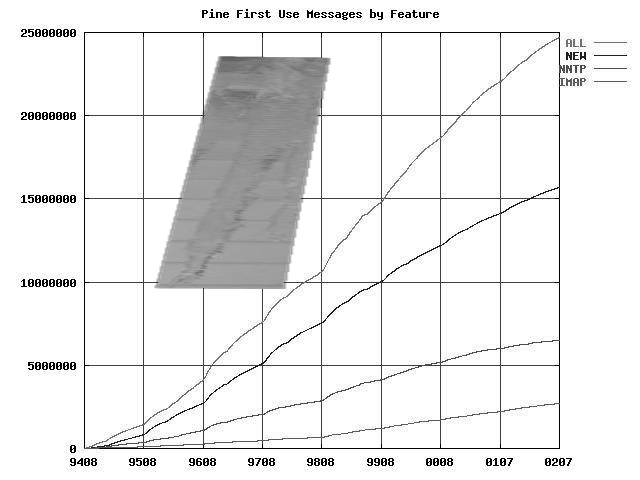 Pine First Use Messages by Feature
25000000
20000000
15000000
10000000
5000000
0
9408 9508 9608 9708 9808 9908 0008 0107 0207
ALL
NEW
NNTP
IMAP